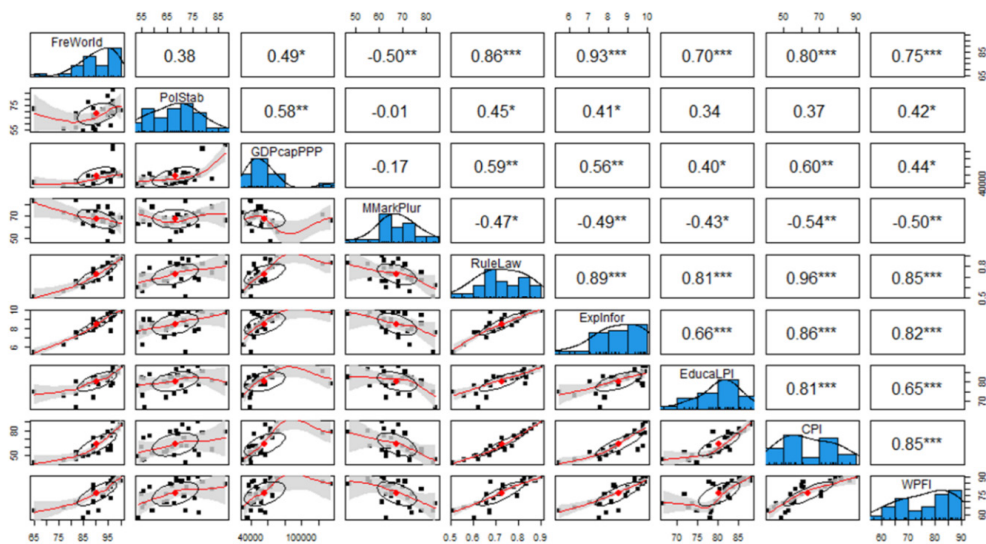 55 65 75 85 50 60 70 80 6 7 8 9 10 50 70 90
FreWorld 0.38 0.49* -0.50** 0.86*** 0.93*** 0.70*** 0.80*** 0.75*** 65 85
55 75 PolStab 0.58** -0.01 0.45* 0.41* 0.34 0.37 0.42*
GDPcapPPP -0.17 0.59** 0.56** 0.40* 0.60** 0.44* 40000
50 70 MMarkPlur -0.47* -0.49** -0.43* -0.54** -0.50**
RuleLaw 0.89*** 0.81*** 0.96*** 0.85*** 0.5 0.8
6 8 10 ExpInfor 0.66*** 0.86*** 0.82***
EducaLPI 0.81*** 0.65*** 70 80
50 80 CPI 0.85***
WPFI 60 75 90
65 75 85 95 40000 100000 0.5 0.6 0.7 0.8 0.9 70 75 80 85 60 70 80 90